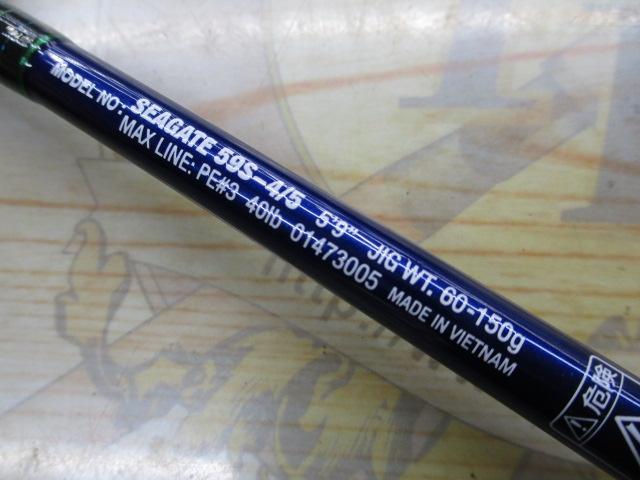 MODEL NO.: SEAGATE 59S-4/5 5'9" JIG WT. 60-150g
MAX LINE: PE#3 40lb 01473005 MADE IN VIETNAM
危険